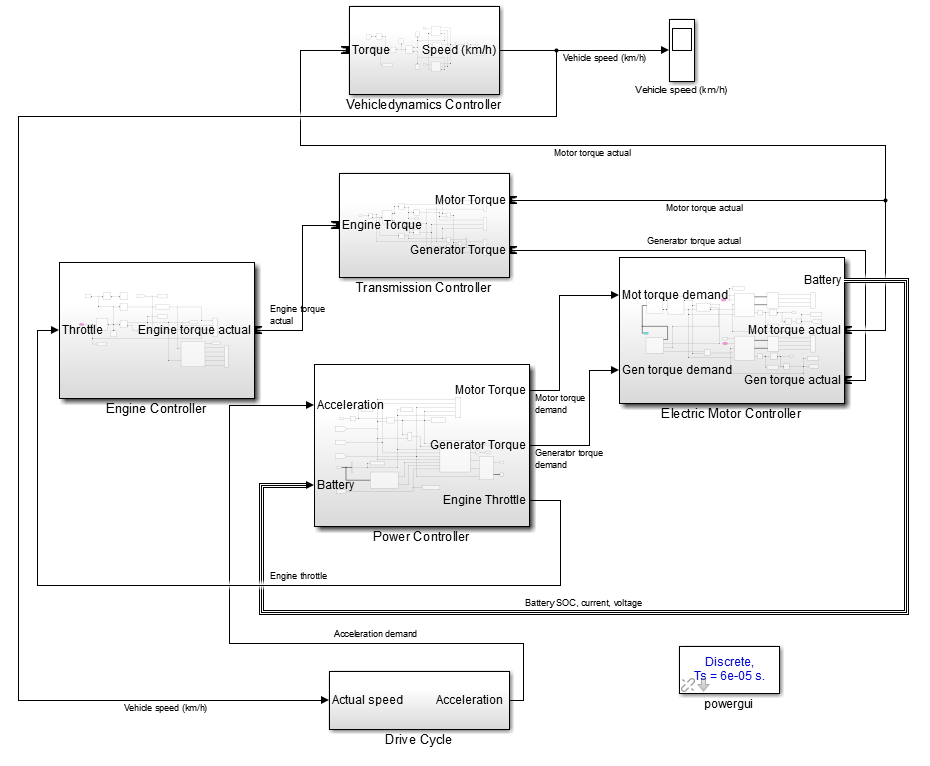 Torque
Speed (km/h)
Vehicledynamics Controller
Vehicle speed (km/h)
Vehicle speed (km/h)
Motor torque actual
Motor Torque
Engine Torque
Generator Torque
Transmission Controller
Motor torque actual
Generator torque actual
Throttle
Engine torque actual
Engine Controller
Engine torque
actual
Battery
Mot torque demand
Mot torque actual
Gen torque demand
Gen torque actual
Electric Motor Controller
Acceleration
Motor Torque
Generator Torque
Battery
Engine Throttle
Power Controller
Motor torque
demand
Generator torque
demand
Engine throttle
Battery SOC, current, voltage
Acceleration demand
Actual speed
Acceleration
Drive Cycle
Vehicle speed (km/h)
Discrete,
Ts = 6e-05 s.
powergui